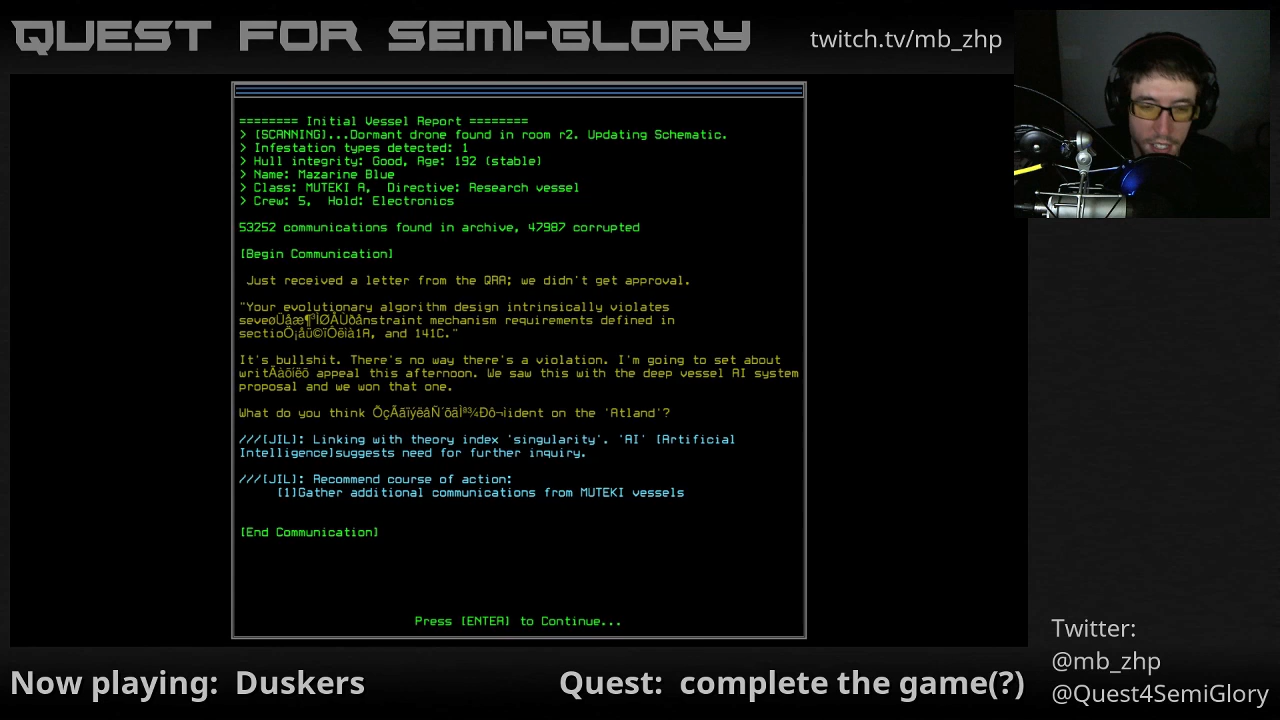 QUEST FOR SEMI-GLORY
twitch.tv/mb_zhp
======== Initial Vessel Report ========
> [SCANNING]...Dormant drone found in room r2. Updating Schematic.
> Infestation types detected: 1
> Hull integrity: Good, Age: 192 (stable)
> Name: Mazarine Blue
> Class: MUTEKI A,  Directive: Research vessel
> Crew: 5,  Hold: Electronics
53252 communications found in archive, 47987 corrupted
[Begin Communication]
Just received a letter from the QAA; we didn't get approval.
"Your evolutionary algorithm design intrinsically violates
requirements defined in
and 141C."
It's bullshit. There's no way there's a violation. I'm going to set about
appeal this afternoon. We saw this with the deep vessel AI system
proposal and we won that one.
What do you think
on the 'Atland'?
///[JIL]: Linking with theory index 'singularity'. 'AI' [Artificial
Intelligence]suggests need for further inquiry.
///[JIL]: Recommend course of action:
[1]Gather additional communications from MUTEKI vessels
[End Communication]
Press [ENTER] to Continue...
Twitter:
@mb_zhp
@Quest4SemiGlory
Now playing:  Duskers
Quest:  complete the game(?)